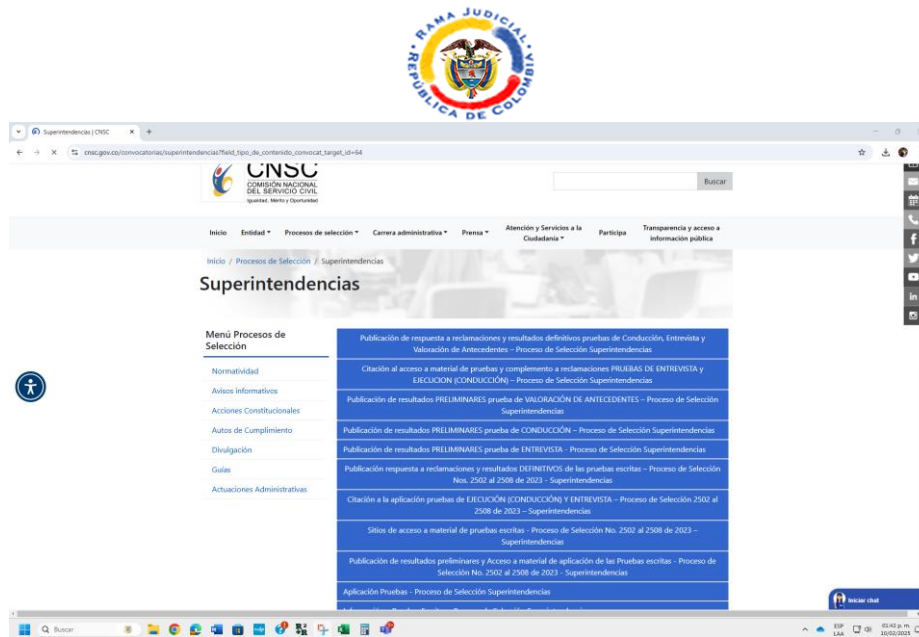 RAMA JUDICIAL
REPÚBLICA DE COLOMBIA
Superintendencias | CNSC
cnsc.gov.co/convocatorias/superintendencias?field_tipo_de_contenido_convocat_target_id=64
CNSC
COMISIÓN NACIONAL
DEL SERVICIO CIVIL
Igualdad, Mérito y Oportunidad
Buscar
Inicio
Entidad
Procesos de selección
Carrera administrativa
Prensa
Atención y Servicios a la
Ciudadanía
Participa
Transparencia y acceso a
información pública
Inicio / Procesos de Selección / Superintendencias
Superintendencias
Menú Procesos de
Selección
Normatividad
Avisos informativos
Acciones Constitucionales
Autos de Cumplimiento
Divulgación
Guías
Actuaciones Administrativas
Publicación de respuesta a reclamaciones y resultados definitivos pruebas de Conducción, Entrevista y
Valoración de Antecedentes – Proceso de Selección Superintendencias
Citación al acceso a material de pruebas y complemento a reclamaciones PRUEBAS DE ENTREVISTA y
EJECUCION (CONDUCCIÓN) – Proceso de Selección Superintendencias
Publicación de resultados PRELIMINARES prueba de VALORACIÓN DE ANTECEDENTES – Proceso de Selección
Superintendencias
Publicación de resultados PRELIMINARES prueba de CONDUCCIÓN – Proceso de Selección Superintendencias
Publicación de resultados PRELIMINARES prueba de ENTREVISTA - Proceso de Selección Superintendencias
Publicación respuesta a reclamaciones y resultados DEFINITIVOS de las pruebas escritas – Proceso de Selección
Nos. 2502 al 2508 de 2023 - Superintendencias
Citación a la aplicación pruebas de EJECUCIÓN (CONDUCCIÓN) Y ENTREVISTA – Proceso de Selección 2502 al
2508 de 2023 – Superintendencias
Sitios de acceso a material de pruebas escritas - Proceso de Selección No. 2502 al 2508 de 2023 –
Superintendencias
Publicación de resultados preliminares y Acceso a material de aplicación de las Pruebas escritas - Proceso de
Selección No. 2502 al 2508 de 2023 - Superintendencias
Aplicación Pruebas - Proceso de Selección Superintendencias
Iniciar chat
Buscar
ESP
LAA
01:42 p. m.
10/02/2025